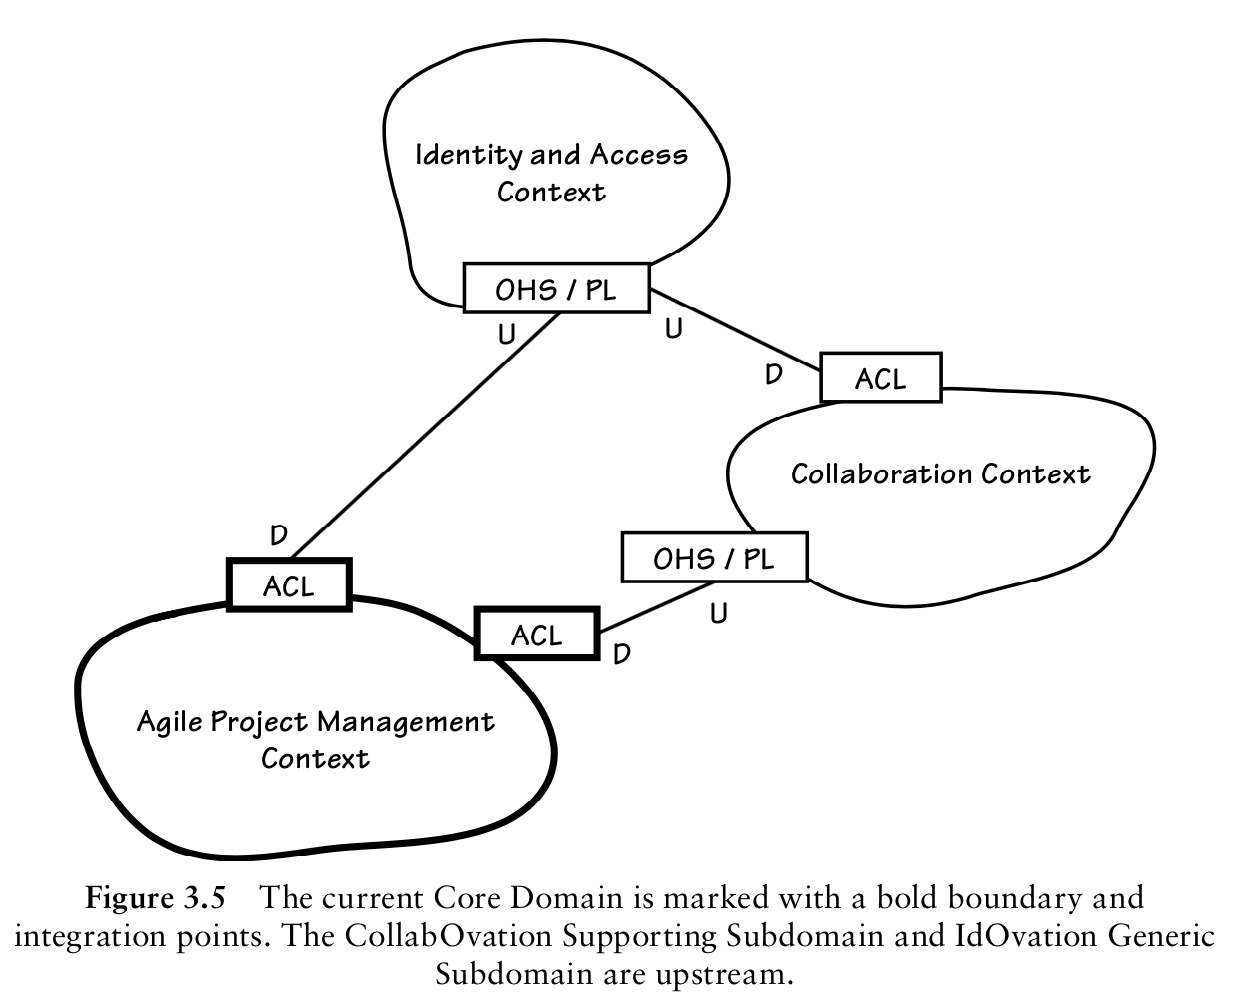 Identity and Access
Context
OHS / PL
U
U
D
ACL
Collaboration Context
D
ACL
OHS / PL
U
ACL
D
Agile Project Management
Context
Figure 3.5 The current Core Domain is marked with a bold boundary and
integration points. The CollabOvation Supporting Subdomain and IdOvation Generic
Subdomain are upstream.